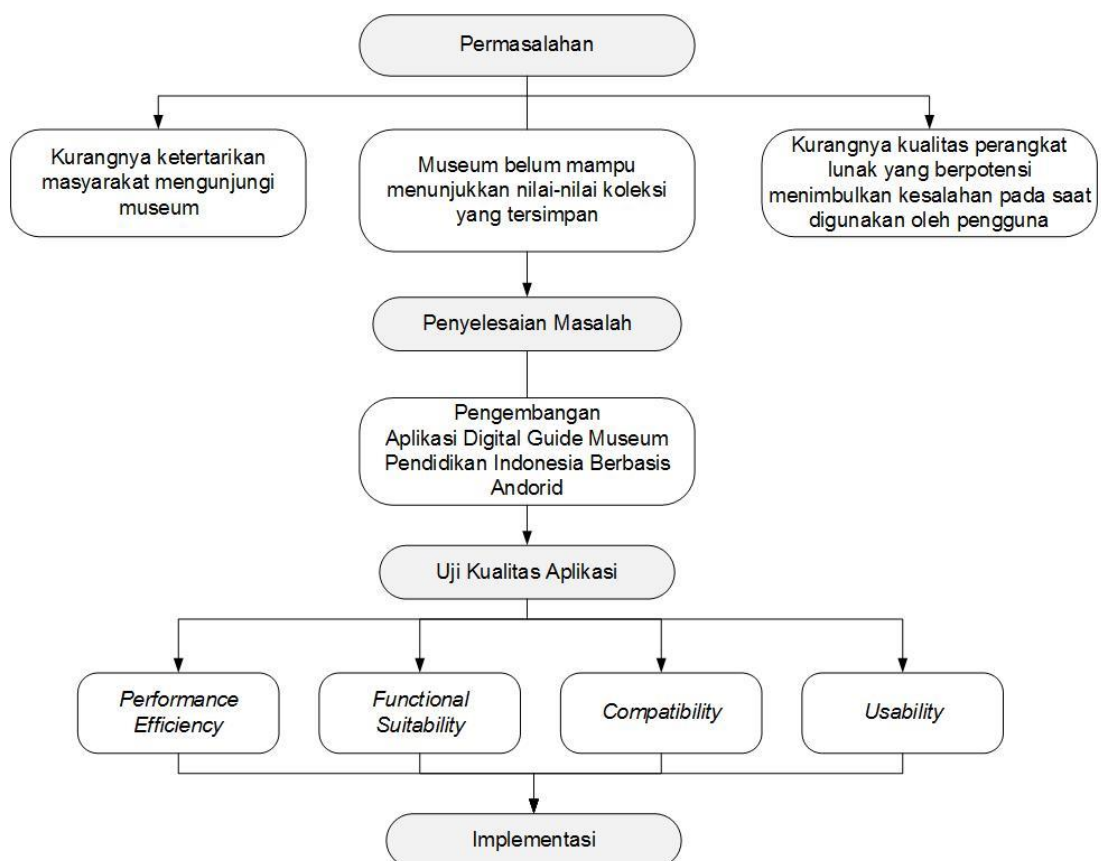 Permasalahan
Kurangnya ketertarikan
masyarakat mengunjungi
museum
Museum belum mampu
menunjukkan nilai-nilai koleksi
yang tersimpan
Kurangnya kualitas perangkat
lunak yang berpotensi
menimbulkan kesalahan pada saat
digunakan oleh pengguna
Penyelesaian Masalah
Pengembangan
Aplikasi Digital Guide Museum
Pendidikan Indonesia Berbasis
Andorid
Uji Kualitas Aplikasi
Performance
Efficiency
Functional
Suitability
Compatibility
Usability
Implementasi